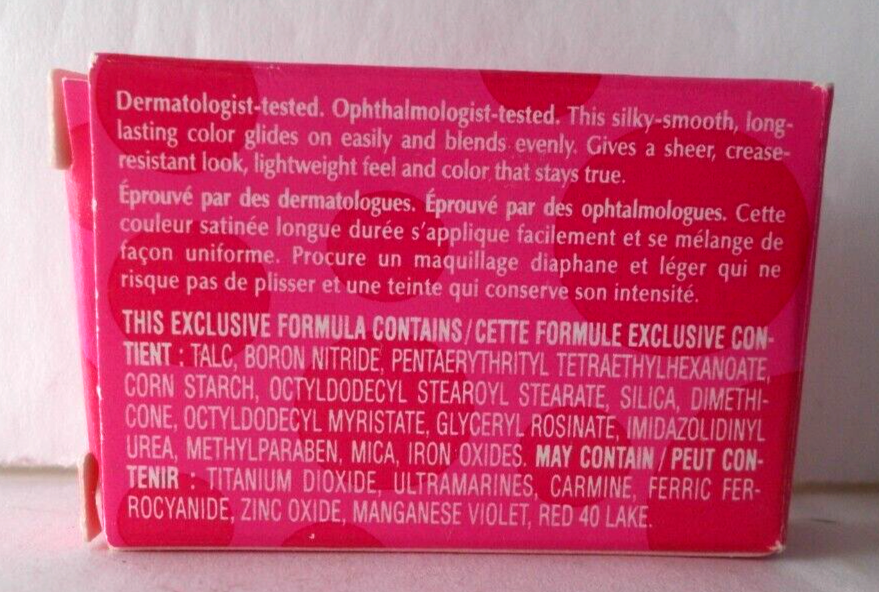 Dermatologist-tested. Ophthalmologist-tested. This silky-smooth, long-
lasting color glides on easily and blends evenly. Gives a sheer, crease-
resistant look, lightweight feel and color that stays true.
Éprouvé par des dermatologues. Éprouvé par des ophtalmologues. Cette
couleur satinée longue durée s'applique facilement et se mélange de
façon uniforme. Procure un maquillage diaphane et léger qui ne
risque pas de plisser et une teinte qui conserve son intensité.
THIS EXCLUSIVE FORMULA CONTAINS/CETTE FORMULE EXCLUSIVE CON-
TIENT : TALC, BORON NITRIDE, PENTAERYTHRITYL TETRAETHYLHEXANOATE,
CORN STARCH, OCTYLDODECYL STEAROYL STEARATE, SILICA, DIMETHI-
CONE, OCTYLDODECYL MYRISTATE, GLYCERYL ROSINATE, IMIDAZOLIDINYL
UREA, METHYLPARABEN, MICA, IRON OXIDES. MAY CONTAIN / PEUT CON-
TENIR : TITANIUM DIOXIDE, ULTRAMARINES, CARMINE, FERRIC FER-
ROCYANIDE, ZINC OXIDE, MANGANESE VIOLET, RED 40 LAKE.